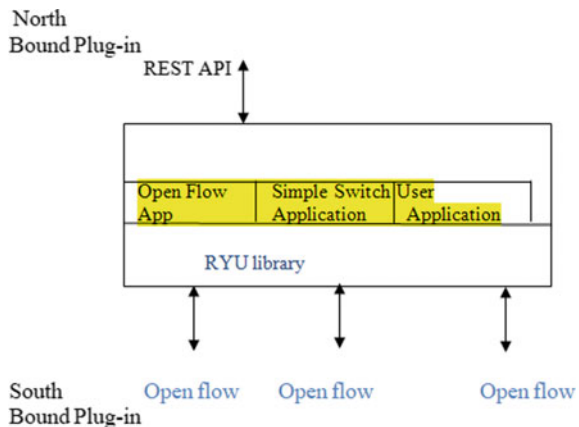 North
Bound Plug-in
REST API
Open Flow
App
Simple Switch
Application
User
Application
RYU library
South
Bound Plug-in
Open flow
Open flow
Open flow